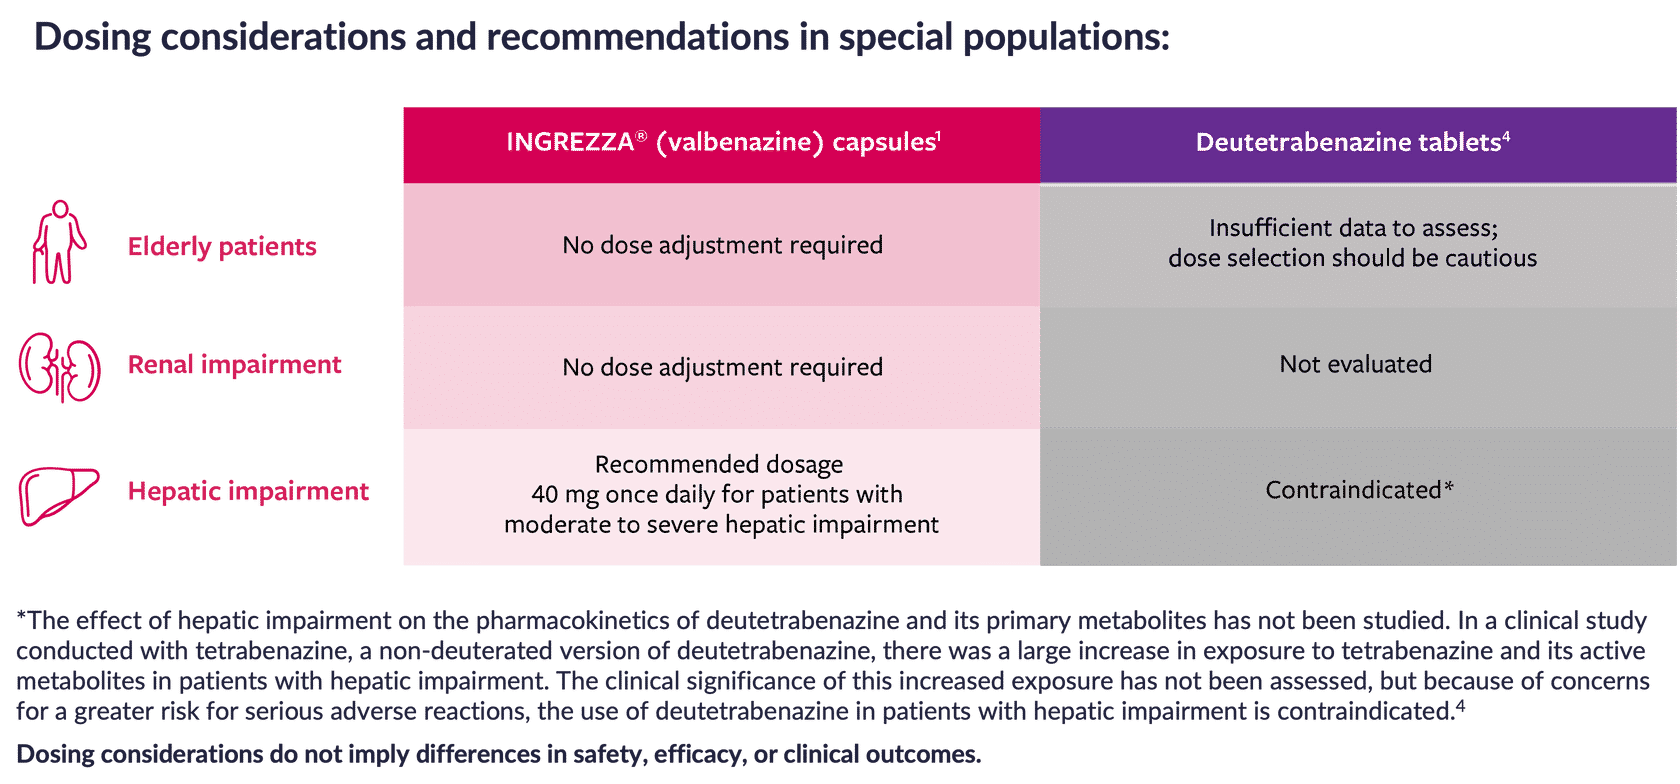 Dosing considerations and recommendations in special populations:
INGREZZA® (valbenazine) capsules¹
Deutetrabenazine tablets⁴
Elderly patients
No dose adjustment required
Insufficient data to assess;
dose selection should be cautious
Renal impairment
No dose adjustment required
Not evaluated
Hepatic impairment
Recommended dosage
40 mg once daily for patients with
moderate to severe hepatic impairment
Contraindicated*
*The effect of hepatic impairment on the pharmacokinetics of deutetrabenazine and its primary metabolites has not been studied. In a clinical study
conducted with tetrabenazine, a non-deuterated version of deutetrabenazine, there was a large increase in exposure to tetrabenazine and its active
metabolites in patients with hepatic impairment. The clinical significance of this increased exposure has not been assessed, but because of concerns
for a greater risk for serious adverse reactions, the use of deutetrabenazine in patients with hepatic impairment is contraindicated.⁴
Dosing considerations do not imply differences in safety, efficacy, or clinical outcomes.